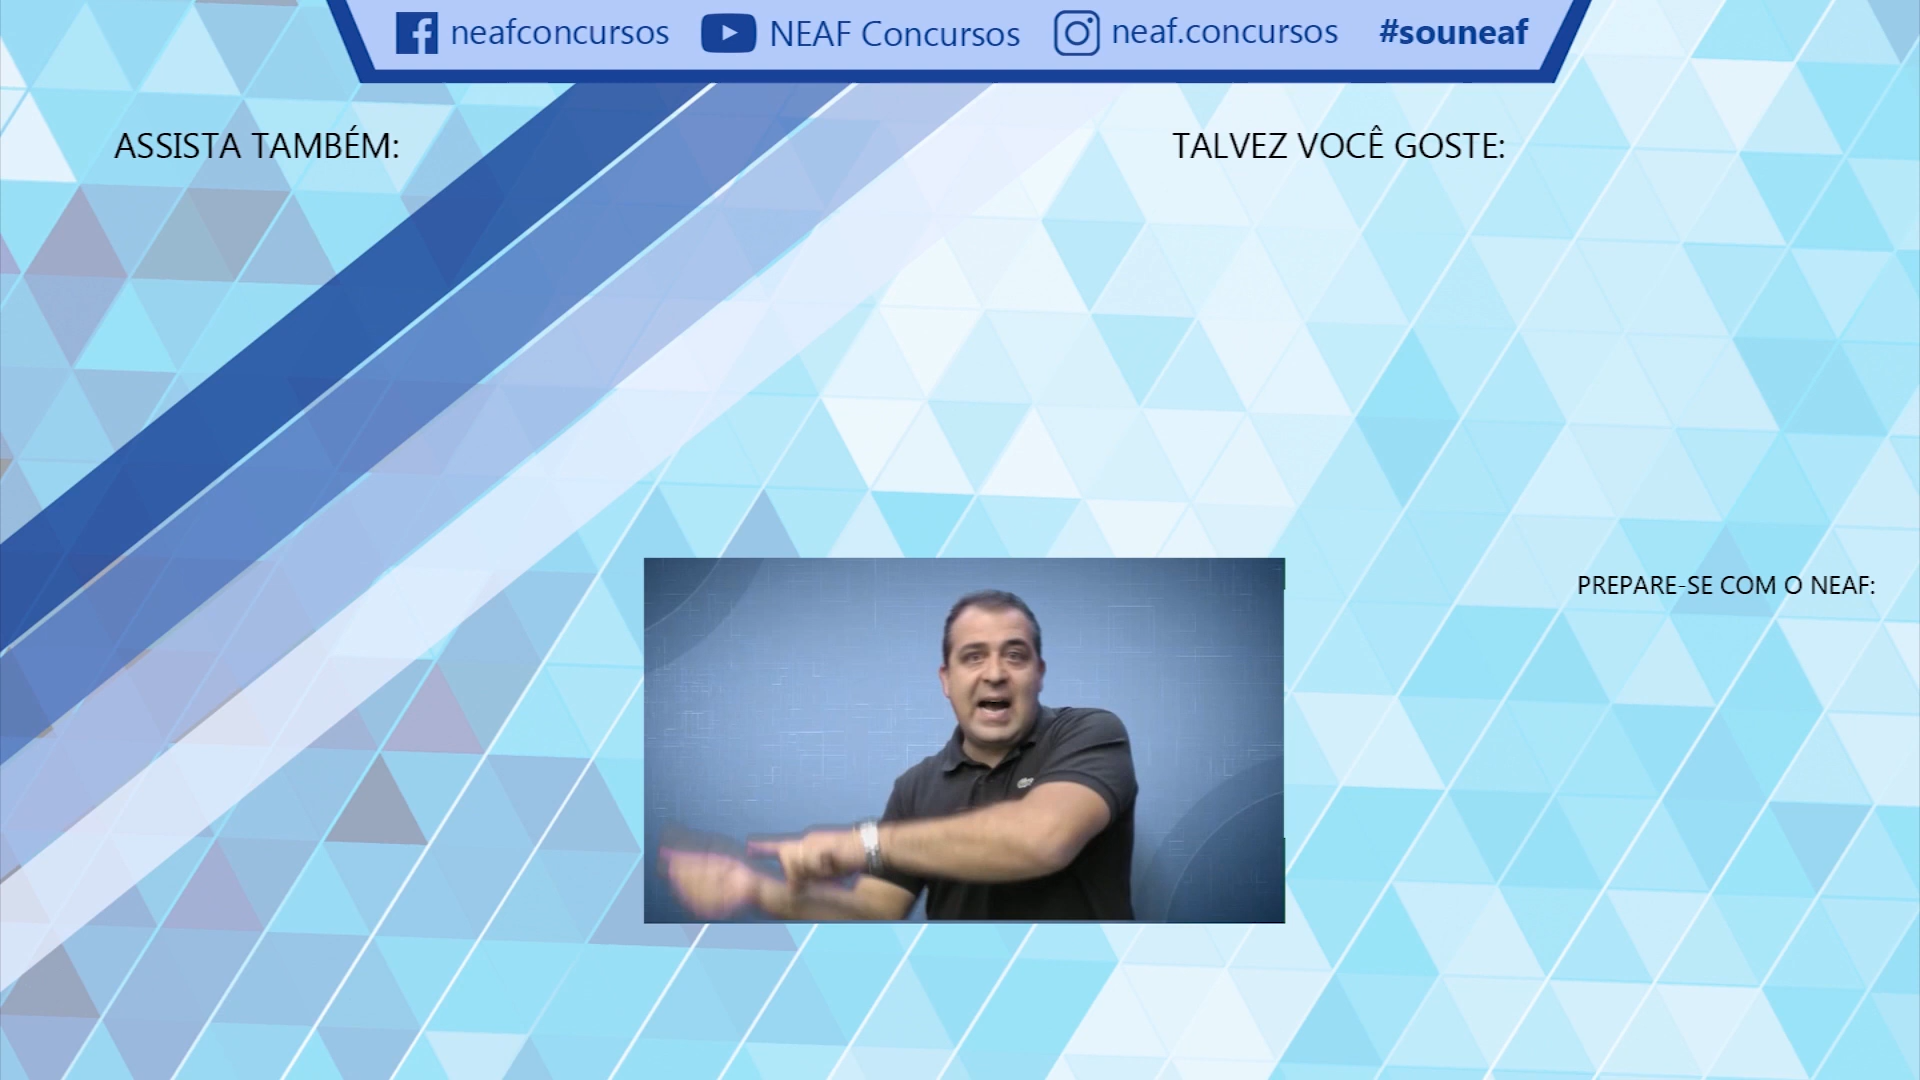 neafconcursos NEAF Concursos neaf.concursos #souneaf
ASSISTA TAMBÉM:
TALVEZ VOCÊ GOSTE:
PREPARE-SE COM O NEAF: